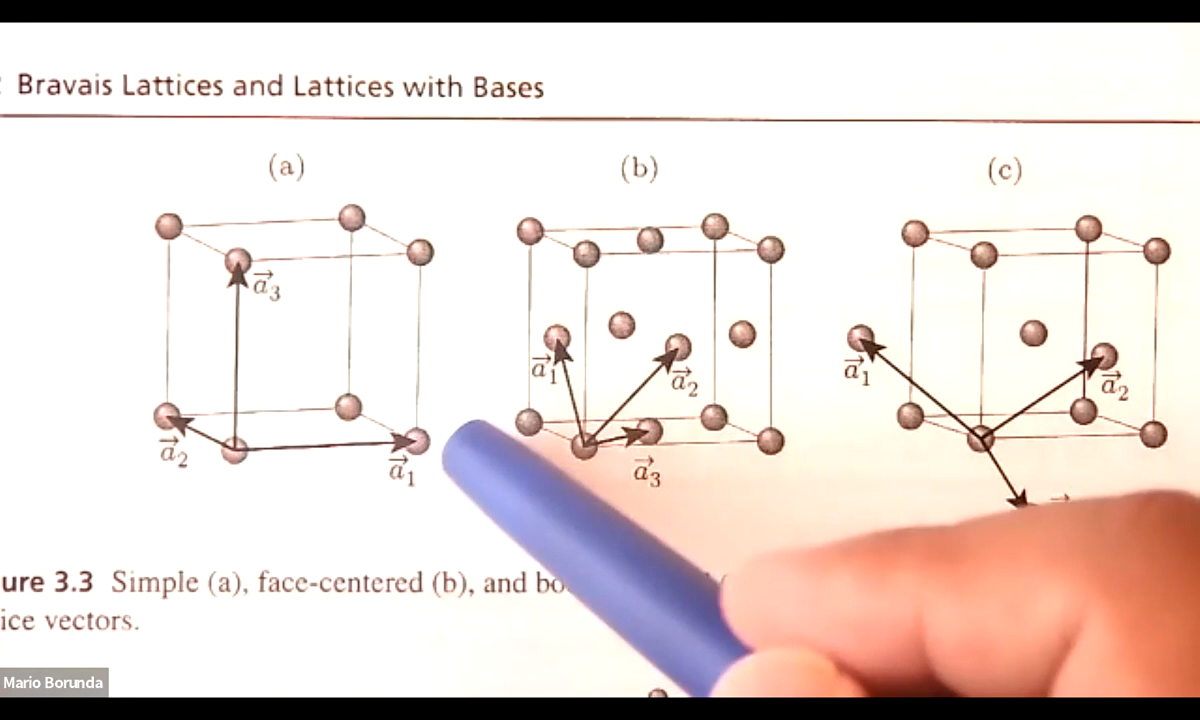 Bravais Lattices and Lattices with Bases
(a) (b) (c)
a⃗3
a⃗1 a⃗2 a⃗1 a⃗2
a⃗2 a⃗1 a⃗3
ure 3.3 Simple (a), face-centered (b), and bo
ice vectors.
Mario Borunda